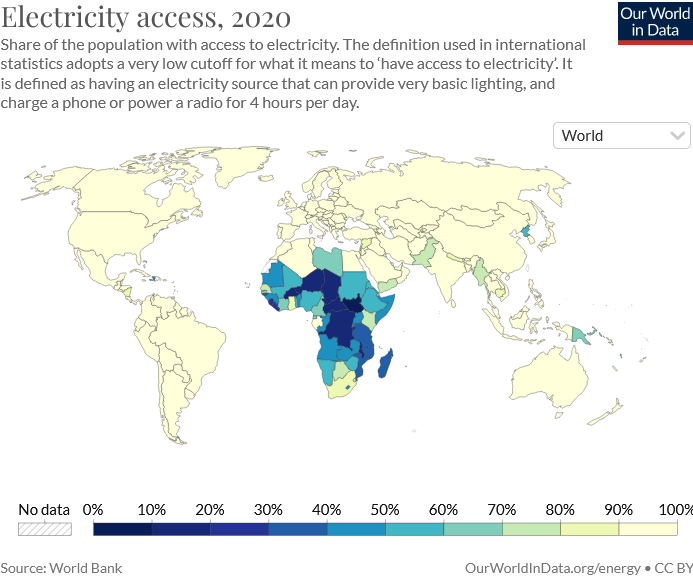 Electricity access, 2020
Our World
in Data
Share of the population with access to electricity. The definition used in international
statistics adopts a very low cutoff for what it means to ‘have access to electricity’. It
is defined as having an electricity source that can provide very basic lighting, and
charge a phone or power a radio for 4 hours per day.
World
No data 0% 10% 20% 30% 40% 50% 60% 70% 80% 90% 100%
Source: World Bank
OurWorldInData.org/energy • CC BY